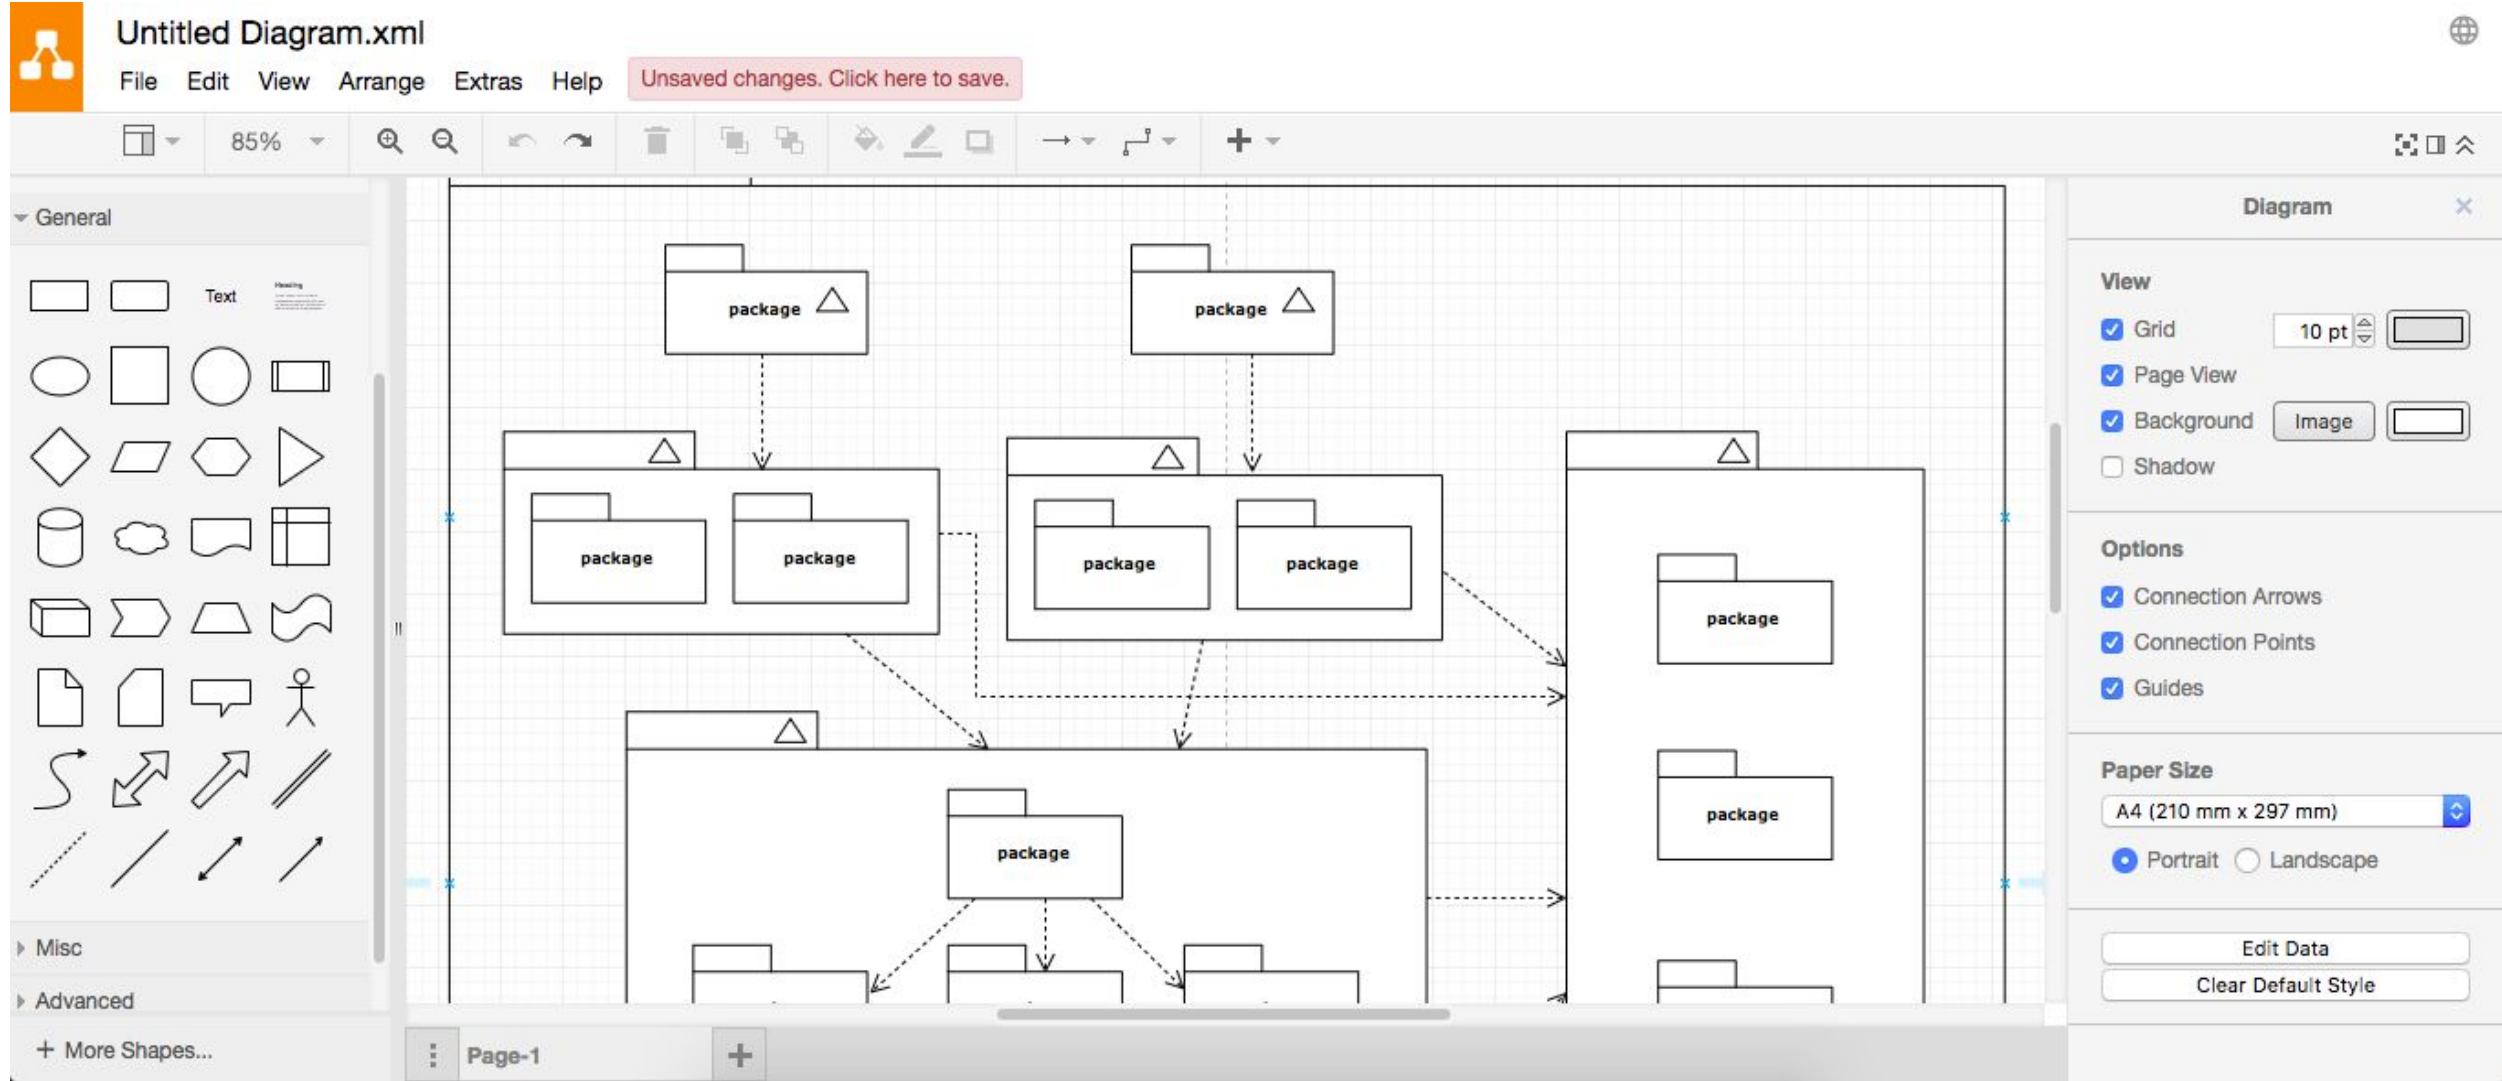 Untitled Diagram.xml
File Edit View Arrange Extras Help Unsaved changes. Click here to save.
85%
General
Text
Heading
Misc
Advanced
+ More Shapes...
package
package
package
package
package
package
package
package
package
Page-1
Diagram
View
Grid 10 pt
Page View
Background Image
Shadow
Options
Connection Arrows
Connection Points
Guides
Paper Size
A4 (210 mm x 297 mm)
Portrait Landscape
Edit Data
Clear Default Style